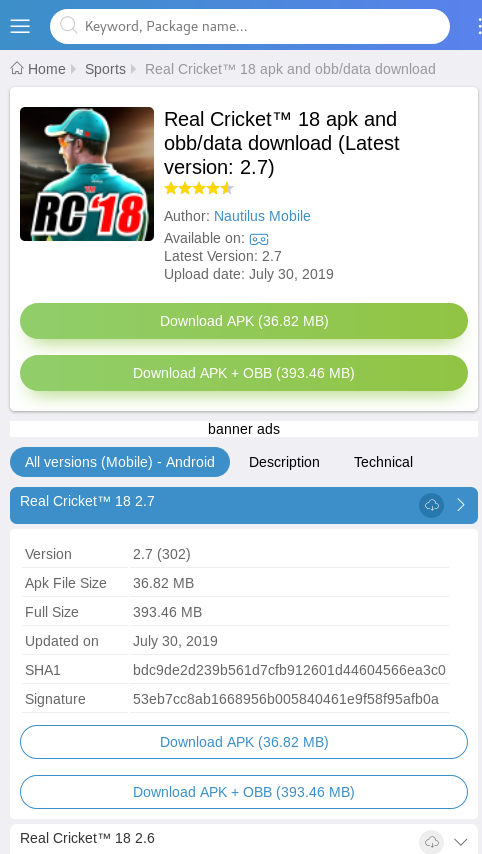 Keyword, Package name...
Home Sports Real Cricket™ 18 apk and obb/data download
Real Cricket™ 18 apk and
obb/data download (Latest
version: 2.7)
RC'18
Author: Nautilus Mobile
Available on:
Latest Version: 2.7
Upload date: July 30, 2019
Download APK (36.82 MB)
Download APK + OBB (393.46 MB)
banner ads
All versions (Mobile) - Android Description Technical
Real Cricket™ 18 2.7
Version 2.7 (302)
Apk File Size 36.82 MB
Full Size 393.46 MB
Updated on July 30, 2019
SHA1 bdc9de2d239b561d7cfb912601d44604566ea3c0
Signature 53eb7cc8ab1668956b005840461e9f58f95afb0a
Download APK (36.82 MB)
Download APK + OBB (393.46 MB)
Real Cricket™ 18 2.6